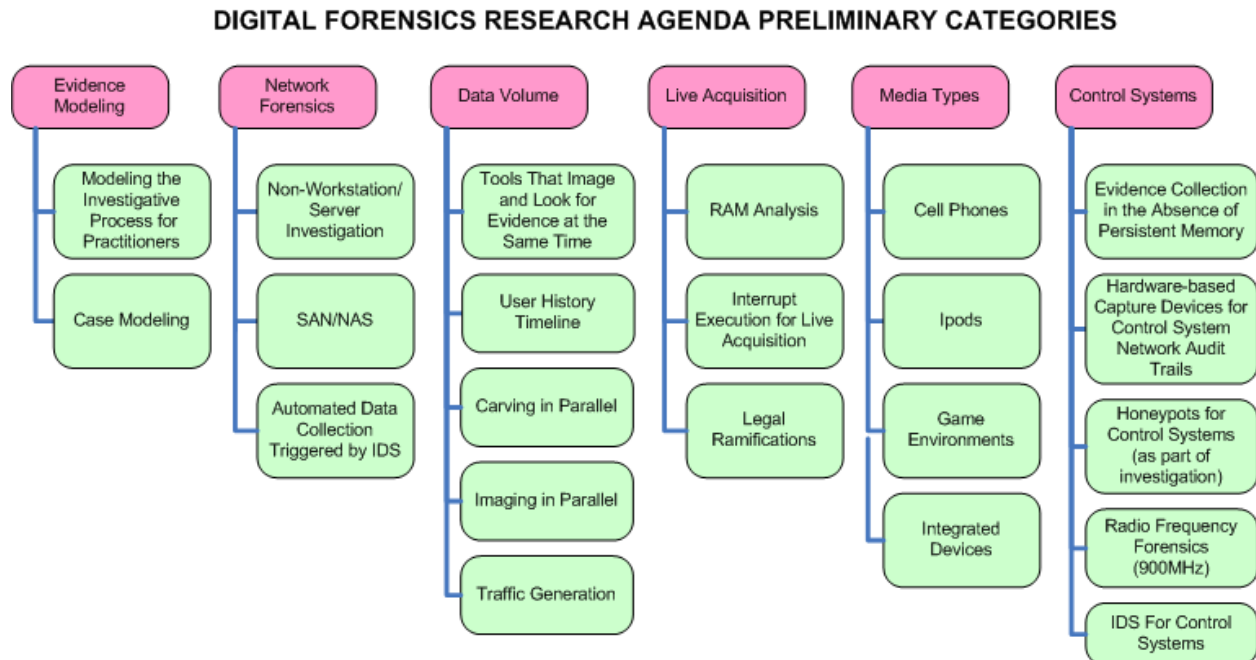 DIGITAL FORENSICS RESEARCH AGENDA PRELIMINARY CATEGORIES
Evidence
Modeling
Modeling the
Investigative
Process for
Practitioners
Case Modeling
Network
Forensics
Non-Workstation/
Server
Investigation
SAN/NAS
Automated Data
Collection
Triggered by IDS
Data Volume
Tools That Image
and Look for
Evidence at the
Same Time
User History
Timeline
Carving in Parallel
Imaging in Parallel
Traffic Generation
Live Acquisition
RAM Analysis
Interrupt
Execution for Live
Acquisition
Legal
Ramifications
Media Types
Cell Phones
Ipods
Game
Environments
Integrated
Devices
Control Systems
Evidence Collection
in the Absence of
Persistent Memory
Hardware-based
Capture Devices for
Control System
Network Audit
Trails
Honeypots for
Control Systems
(as part of
investigation)
Radio Frequency
Forensics
(900MHz)
IDS For Control
Systems